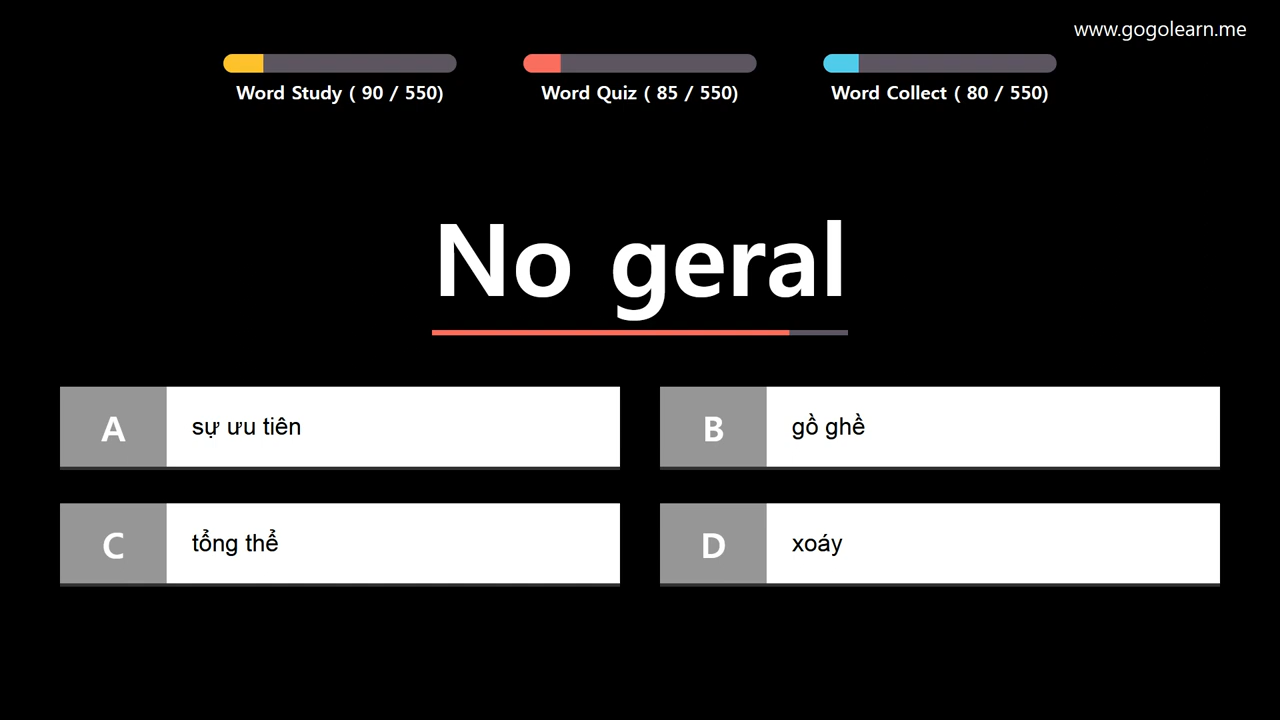 www.gogolearn.me
Word Study ( 90 / 550)
Word Quiz ( 85 / 550)
Word Collect ( 80 / 550)
No geral
A
sự ưu tiên
B
gồ ghề
C
tổng thể
D
xoáy